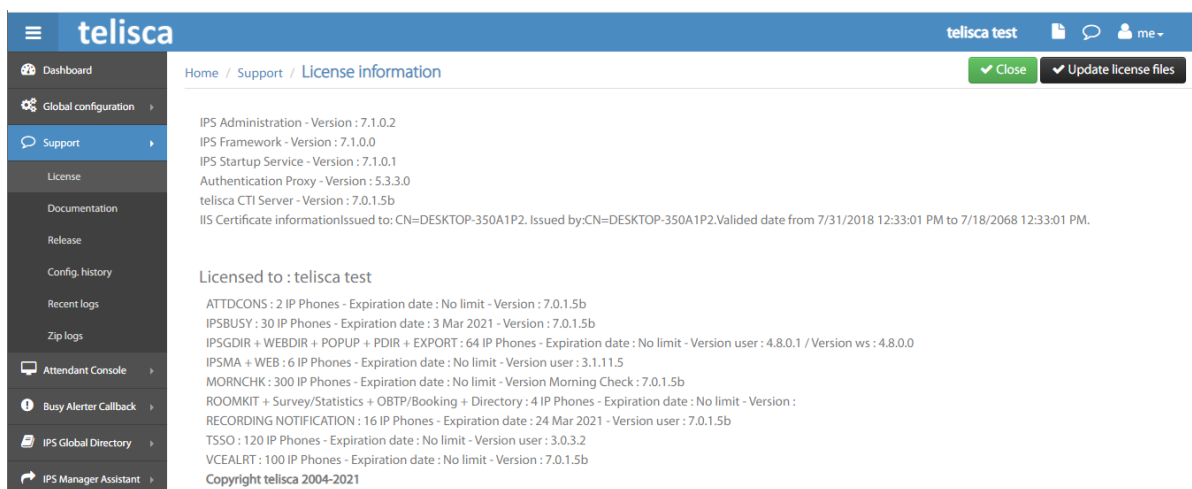 telisca
telisca test
me
Dashboard
Global configuration
Support
License
Documentation
Release
Config. history
Recent logs
Zip logs
Attendant Console
Busy Alerter Callback
IPS Global Directory
IPS Manager Assistant
Home / Support / License information
Close
Update license files
IPS Administration - Version : 7.1.0.2
IPS Framework - Version : 7.1.0.0
IPS Startup Service - Version : 7.1.0.1
Authentication Proxy - Version : 5.3.3.0
telisca CTI Server - Version : 7.0.1.5b
IIS Certificate informationIssued to: CN=DESKTOP-350A1P2. Issued by:CN=DESKTOP-350A1P2.Valided date from 7/31/2018 12:33:01 PM to 7/18/2068 12:33:01 PM.
Licensed to : telisca test
ATTDCONS : 2 IP Phones - Expiration date : No limit - Version : 7.0.1.5b
IPSBUSY : 30 IP Phones - Expiration date : 3 Mar 2021 - Version : 7.0.1.5b
IPSGDIR + WEBDIR + POPUP + PDIR + EXPORT : 64 IP Phones - Expiration date : No limit - Version user : 4.8.0.1 / Version ws : 4.8.0.0
IPSMA + WEB : 6 IP Phones - Expiration date : No limit - Version user : 3.1.11.5
MORNCHK : 300 IP Phones - Expiration date : No limit - Version Morning Check : 7.0.1.5b
ROOMKIT + Survey/Statistics + OBTP/Booking + Directory : 4 IP Phones - Expiration date : No limit - Version :
RECORDING NOTIFICATION : 16 IP Phones - Expiration date : 24 Mar 2021 - Version user : 7.0.1.5b
TSSO : 120 IP Phones - Expiration date : No limit - Version user : 3.0.3.2
VCEALRT : 100 IP Phones - Expiration date : No limit - Version : 7.0.1.5b
Copyright telisca 2004-2021